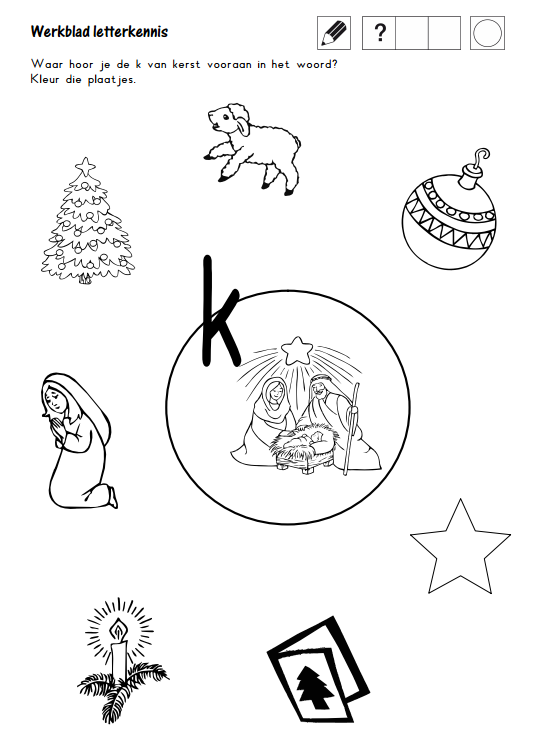 Werkblad letterkennis
?
Waar hoor je de k van kerst vooraan in het woord?
Kleur die plaatjes.
k